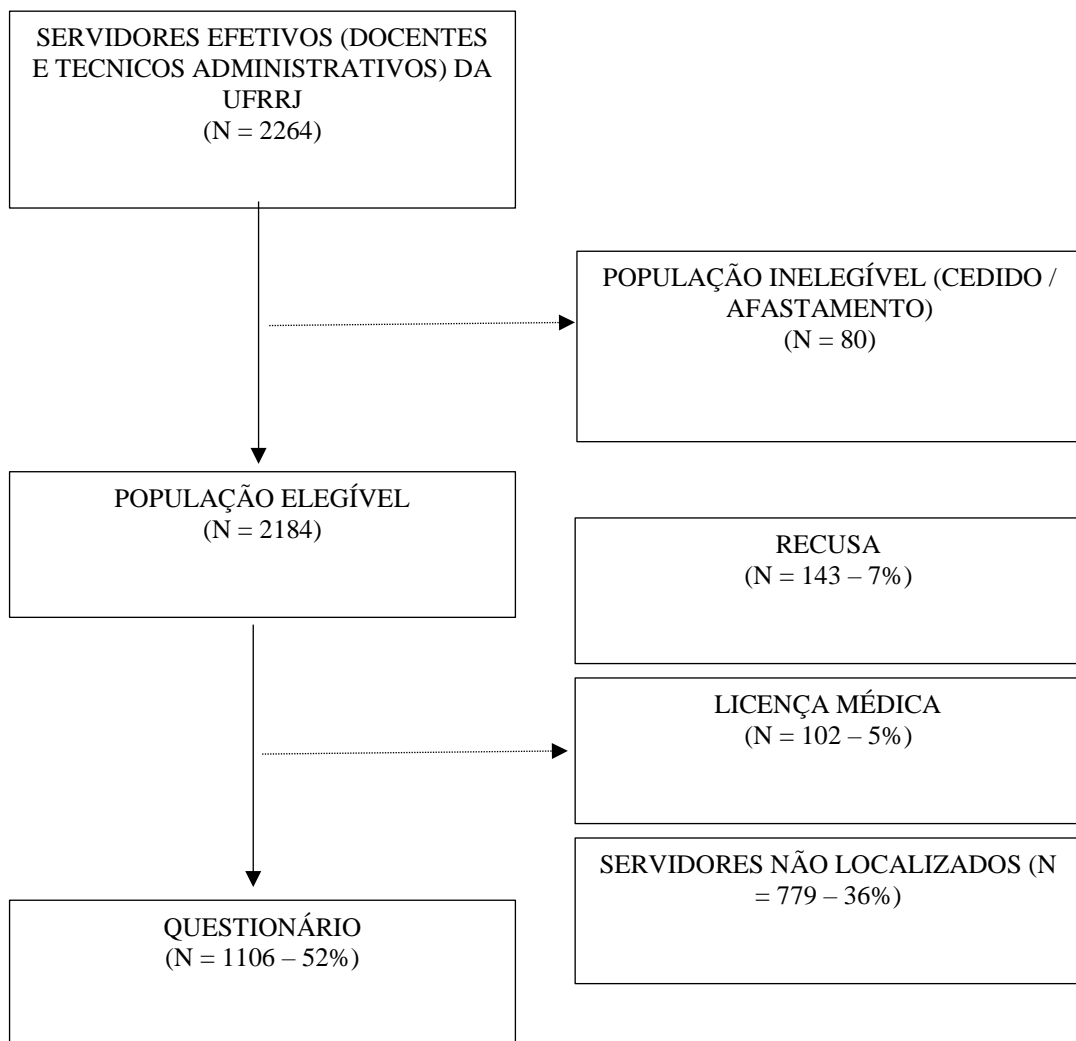 SERVIDORES EFETIVOS (DOCENTES
E TECNICOS ADMINISTRATIVOS) DA
UFRRJ
(N = 2264)
POPULAÇÃO INELEGÍVEL (CEDIDO /
AFASTAMENTO)
(N = 80)
POPULAÇÃO ELEGÍVEL
(N = 2184)
RECUSA
(N = 143 – 7%)
LICENÇA MÉDICA
(N = 102 – 5%)
SERVIDORES NÃO LOCALIZADOS (N
= 779 – 36%)
QUESTIONÁRIO
(N = 1106 – 52%)